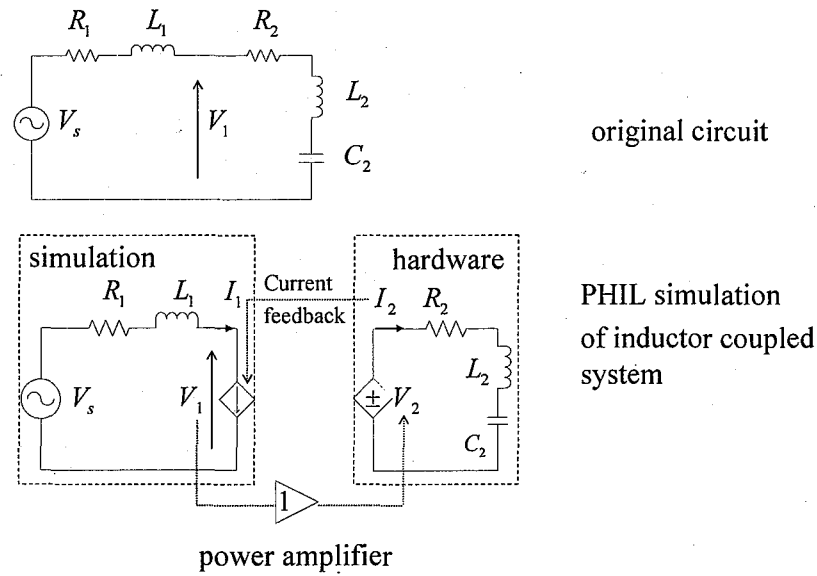 R₁ L₁ R₂
Vₛ V₁ L₂
C₂
original circuit
simulation
R₁ L₁ I₁
Vₛ V₁
Current
feedback
hardware
I₂ R₂
± V₂ L₂
C₂
1
power amplifier
PHIL simulation
of inductor coupled
system